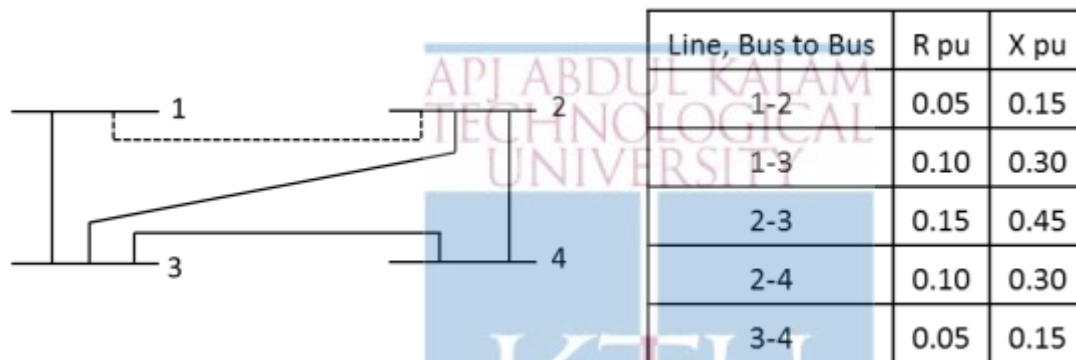 1
2
3
4
Line, Bus to Bus R pu X pu
1-2 0.05 0.15
1-3 0.10 0.30
2-3 0.15 0.45
2-4 0.10 0.30
3-4 0.05 0.15
APJ ABDUL KALAM
TECHNOLOGICAL
UNIVERSITY